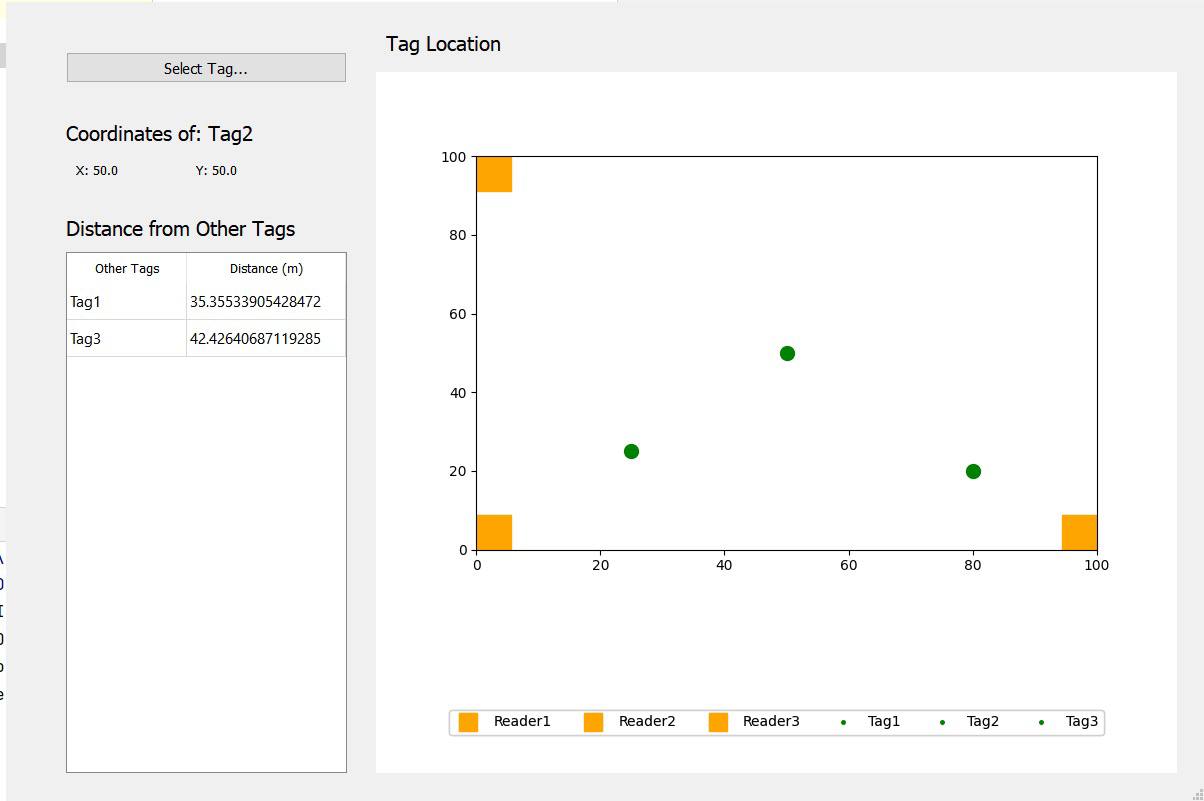 Select Tag...
Coordinates of: Tag2
X: 50.0 Y: 50.0
Distance from Other Tags
Other Tags Distance (m)
Tag1 35.35533905428472
Tag3 42.42640687119285
Tag Location
100
80
60
40
20
0
0 20 40 60 80 100
Reader1 Reader2 Reader3 Tag1 Tag2 Tag3